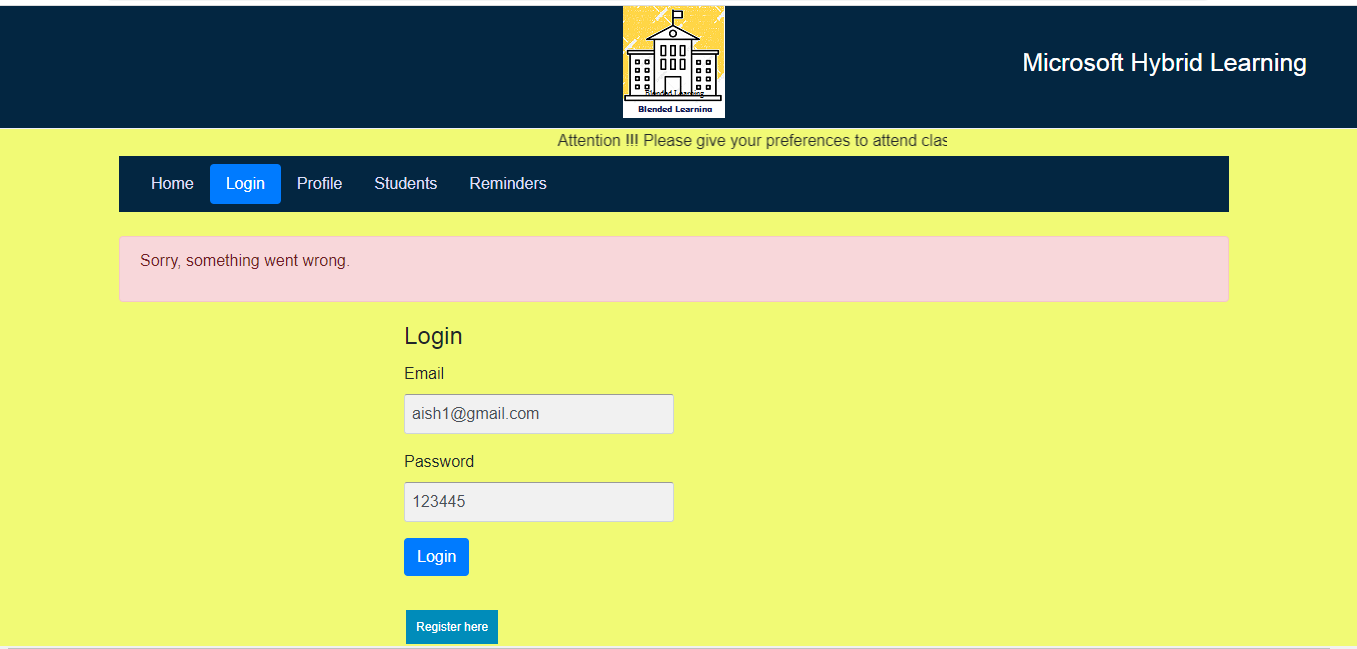 Blended Learning
Blended Learning
Microsoft Hybrid Learning
Attention !!! Please give your preferences to attend clas
Home Login Profile Students Reminders
Sorry, something went wrong.
Login
Email
aish1@gmail.com
Password
123445
Login
Register here